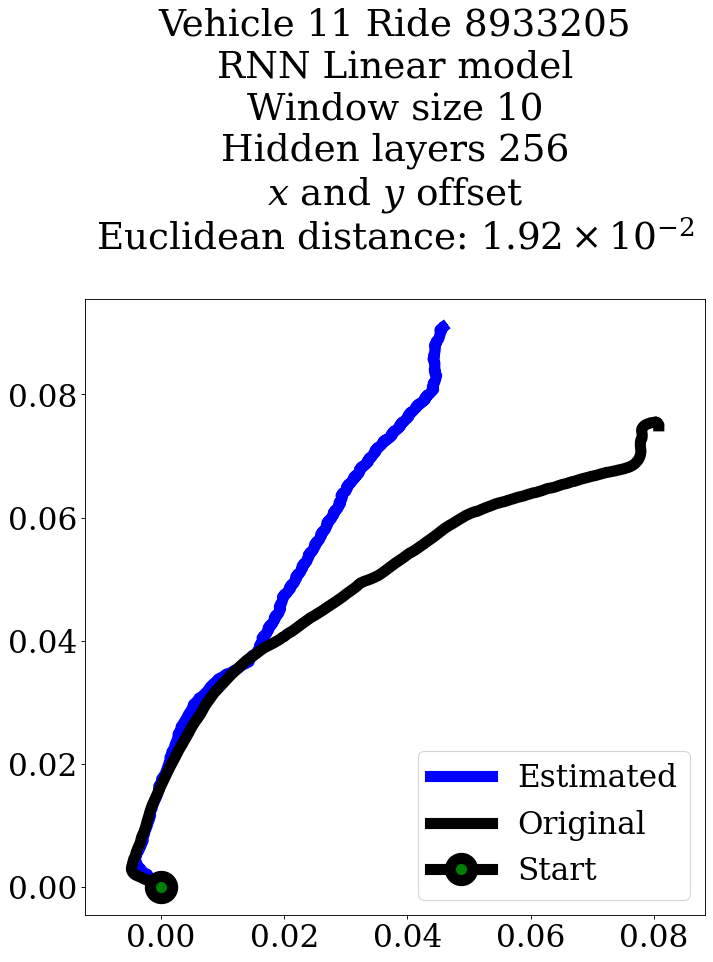 Vehicle 11 Ride 8933205
RNN Linear model
Window size 10
Hidden layers 256
x and y offset
Euclidean distance: 1.92 × 10⁻²
0.08
0.06
0.04
0.02
0.00
Estimated
Original
Start
0.00 0.02 0.04 0.06 0.08